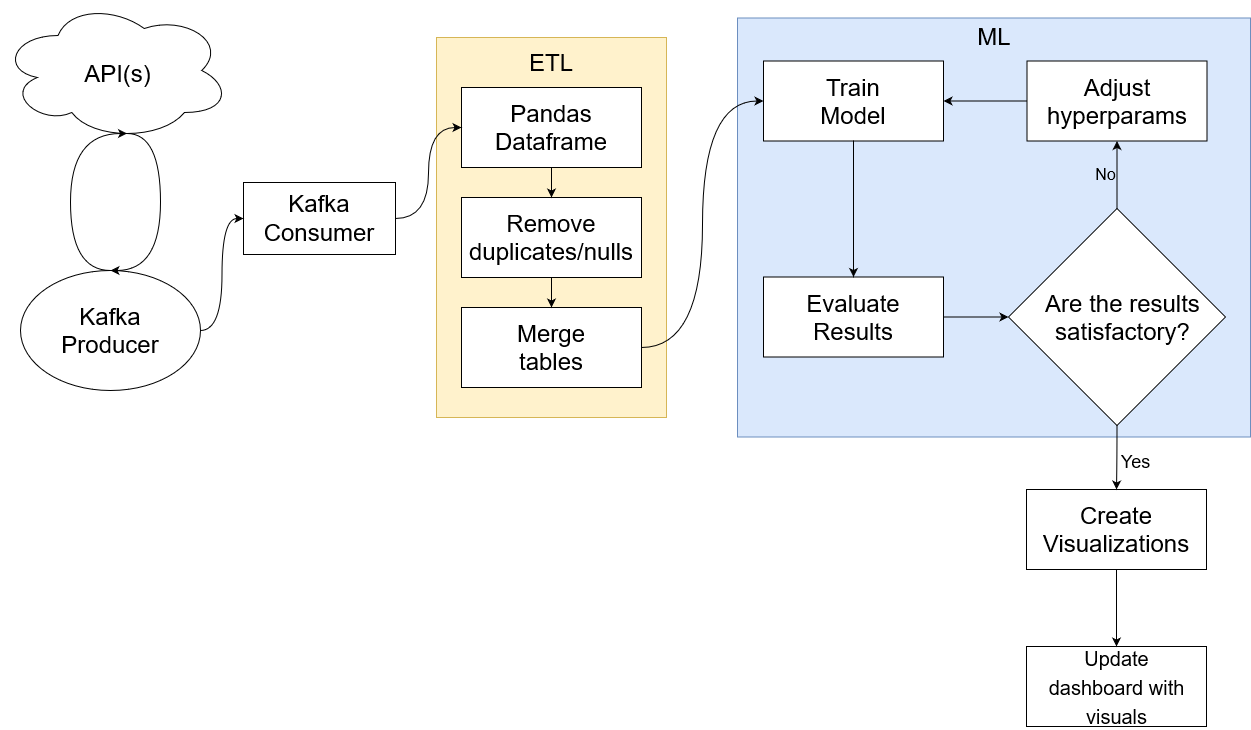 API(s)
Kafka
Producer
Kafka
Consumer
ETL
Pandas
Dataframe
Remove
duplicates/nulls
Merge
tables
ML
Train
Model
Adjust
hyperparams
No
Evaluate
Results
Are the results
satisfactory?
Yes
Create
Visualizations
Update
dashboard with
visuals